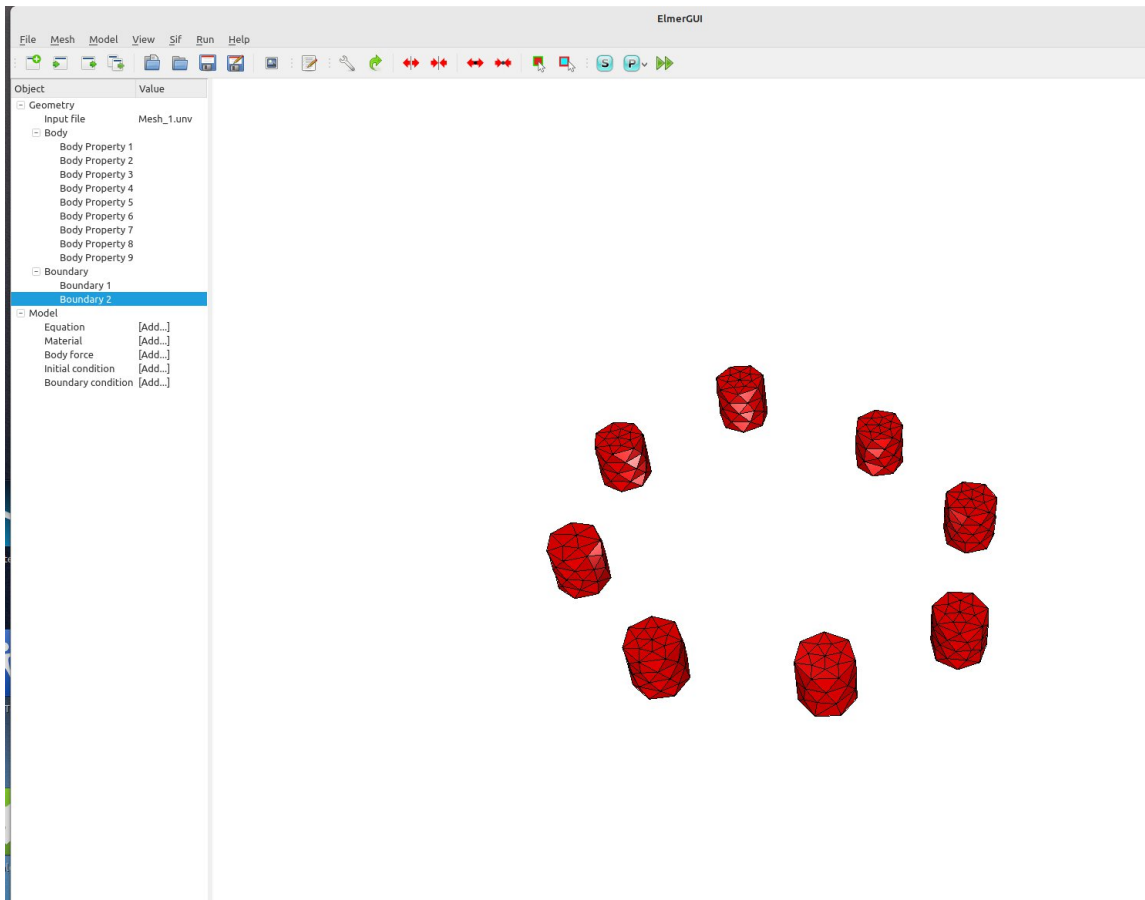 ElmerGUI
File Mesh Model View Sif Run Help
S P
Object Value
Geometry
Input file Mesh_1.unv
Body
Body Property 1
Body Property 2
Body Property 3
Body Property 4
Body Property 5
Body Property 6
Body Property 7
Body Property 8
Body Property 9
Boundary
Boundary 1
Boundary 2
Model
Equation [Add...]
Material [Add...]
Body force [Add...]
Initial condition [Add...]
Boundary condition [Add...]